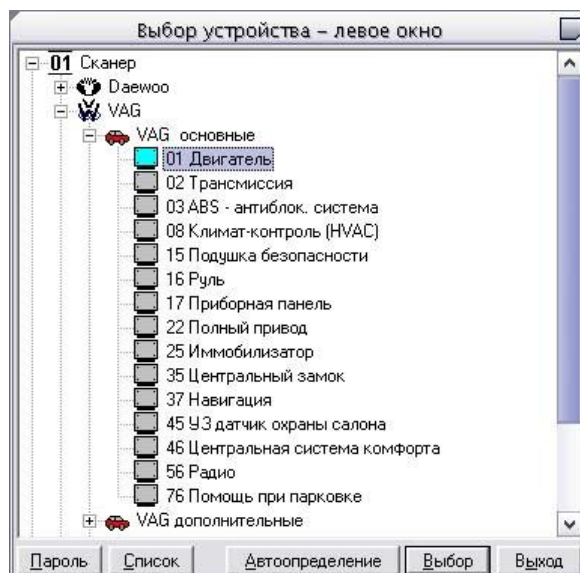 Выбор устройства – левое окно
01 Сканер
Daewoo
VAG
VAG основные
01 Двигатель
02 Трансмиссия
03 ABS - антиблок. система
08 Климат-контроль (HVAC)
15 Подушка безопасности
16 Руль
17 Приборная панель
22 Полный привод
25 Иммобилизатор
35 Центральный замок
37 Навигация
45 УЗ датчик охраны салона
46 Центральная система комфорта
56 Радио
76 Помощь при парковке
VAG дополнительные
Пароль Список Автоопределение Выбор Выход